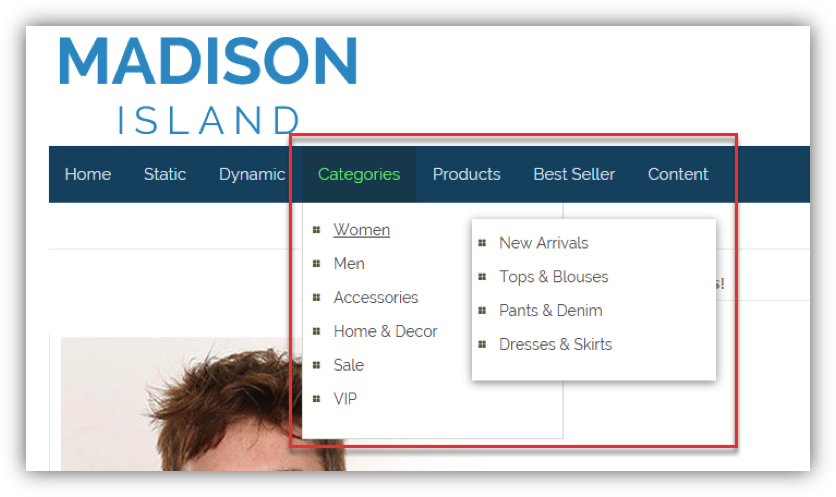 MADISON
ISLAND
Home Static Dynamic Categories Products Best Seller Content
Women
Men
Accessories
Home & Decor
Sale
VIP
New Arrivals
Tops & Blouses
Pants & Denim
Dresses & Skirts
s!